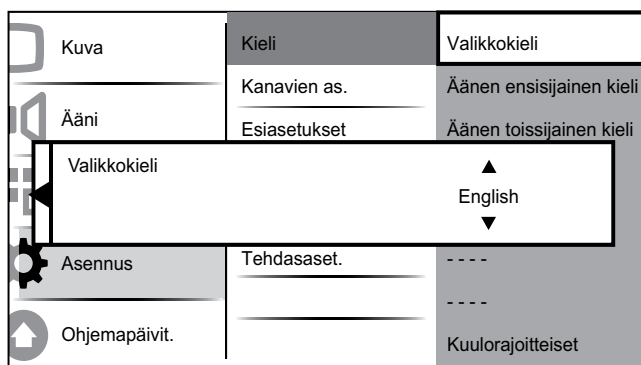 Kuva
Kieli
Valikkokieli
Kanavien as.
Äänen ensisijainen kieli
Ääni
Esiasetukset
Äänen toissijainen kieli
Valikkokieli
English
Asennus
Tehdasaset.
- - - -
- - - -
Ohjemapäivit.
Kuulorajoitteiset